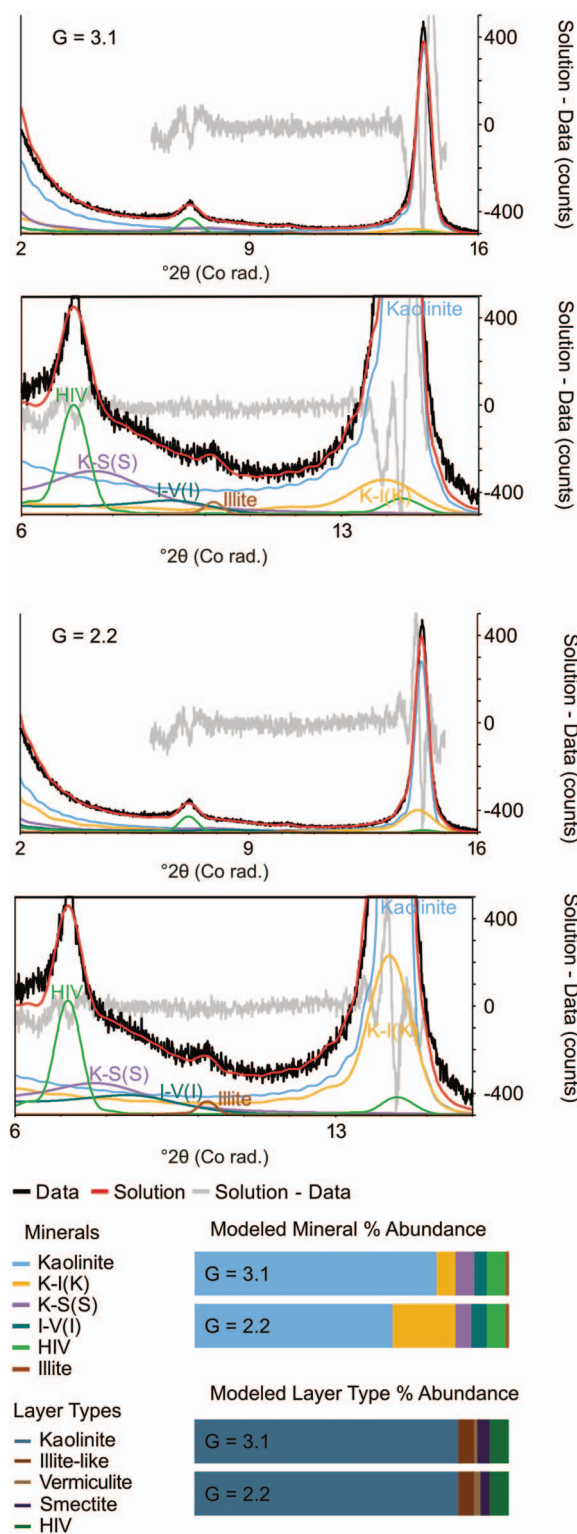 G = 3.1
400
0
-400
Solution - Data (counts)
2
9
16
°2θ (Co rad.)
Kaolinite
HIV
K-S(S)
I-V(I)
Illite
K-I(K)
400
0
-400
Solution - Data (counts)
6
13
°2θ (Co rad.)
G = 2.2
400
0
-400
Solution - Data (counts)
2
9
16
°2θ (Co rad.)
Kaolinite
HIV
K-S(S)
I-V(I)
Illite
K-I(K)
400
0
-400
Solution - Data (counts)
6
13
°2θ (Co rad.)
Data Solution Solution - Data
Minerals
Kaolinite
K-I(K)
K-S(S)
I-V(I)
HIV
Illite
Modeled Mineral % Abundance
G = 3.1
G = 2.2
Layer Types
Kaolinite
Illite-like
Vermiculite
Smectite
HIV
Modeled Layer Type % Abundance
G = 3.1
G = 2.2